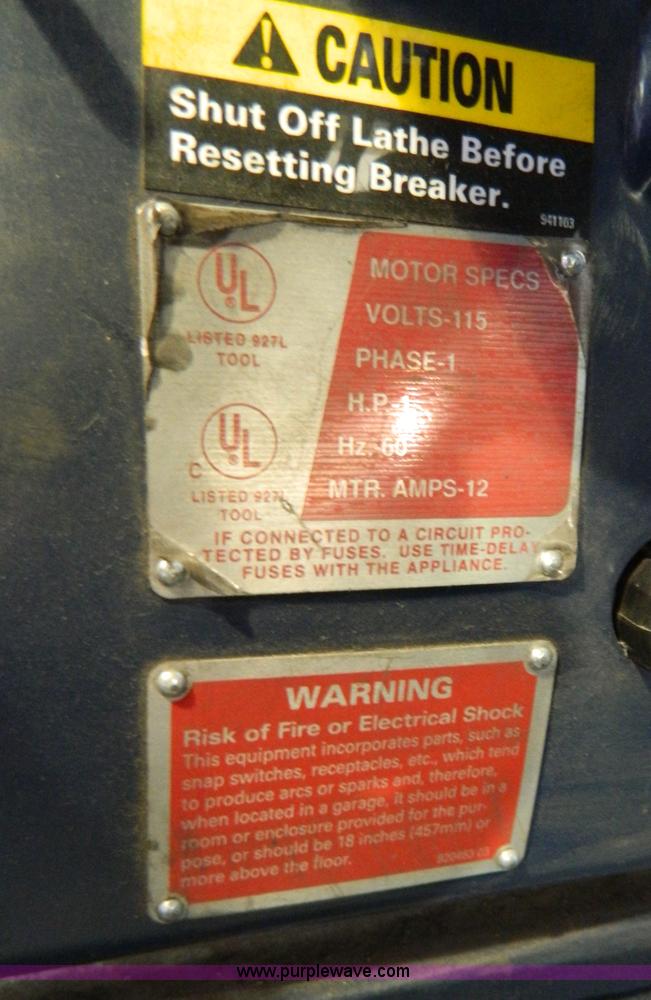 CAUTION
Shut Off Lathe Before
Resetting Breaker.
941103
UL
LISTED 927L
TOOL
C UL
LISTED 927L
TOOL
MOTOR SPECS
VOLTS-115
PHASE-1
H.P.-1
Hz.-60
MTR. AMPS-12
IF CONNECTED TO A CIRCUIT PRO-
TECTED BY FUSES. USE TIME-DELAY
FUSES WITH THE APPLIANCE.
WARNING
Risk of Fire or Electrical Shock
This equipment incorporates parts, such as
snap switches, receptacles, etc., which tend
to produce arcs or sparks and, therefore,
when located in a garage, it should be in a
room or enclosure provided for the pur-
pose, or should be 18 inches (457mm) or
more above the floor.
www.purplewave.com